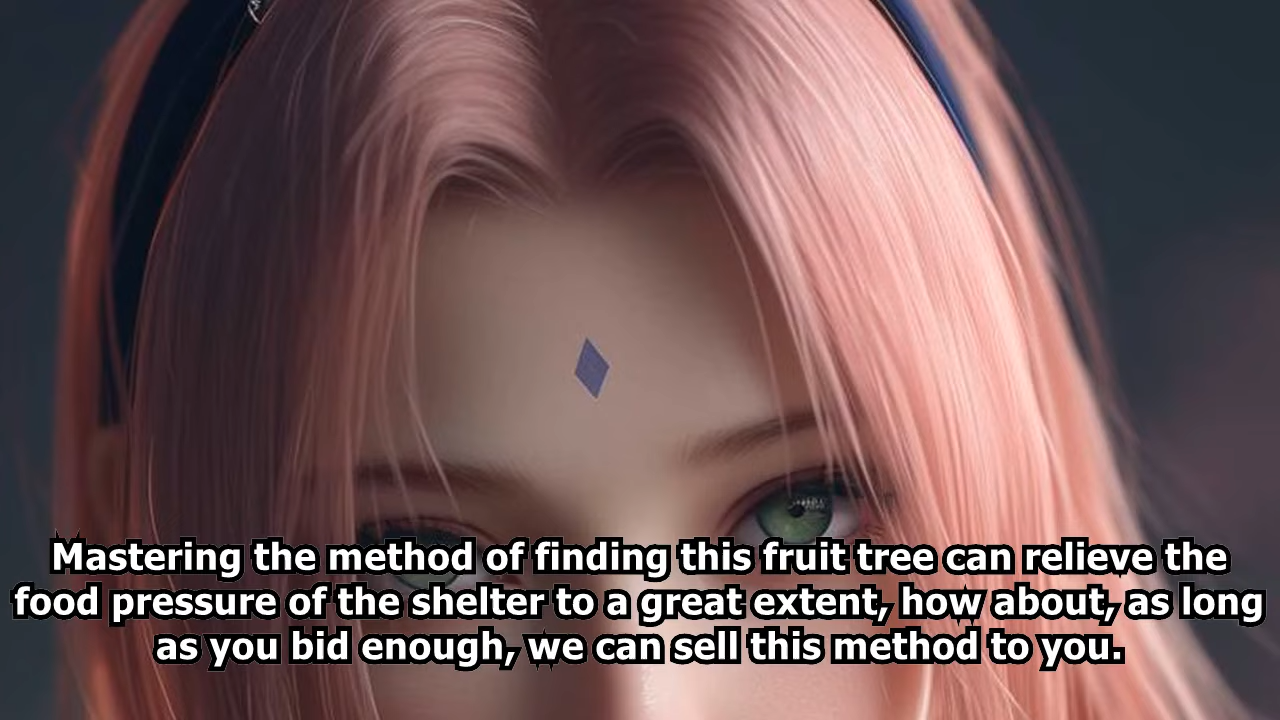 Mastering the method of finding this fruit tree can relieve the
food pressure of the shelter to a great extent, how about, as long
as you bid enough, we can sell this method to you.